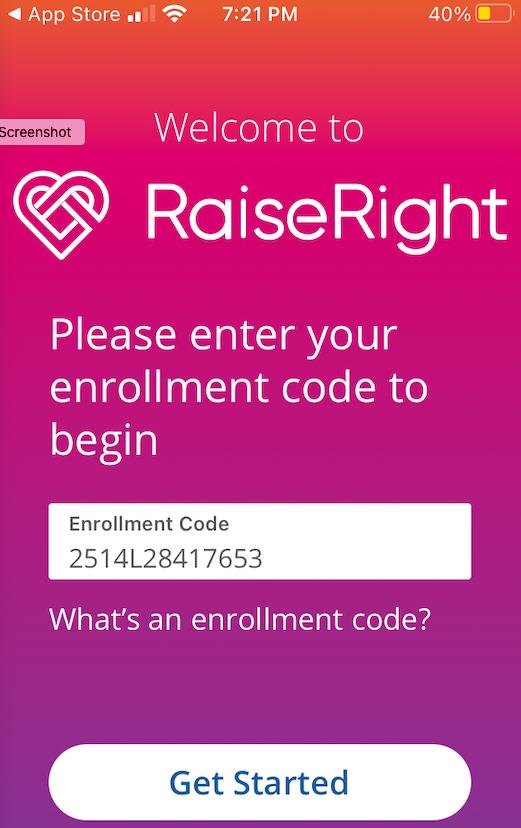 App Store 7:21 PM 40%
Screenshot
Welcome to
RaiseRight
Please enter your
enrollment code to
begin
Enrollment Code
2514L28417653
What’s an enrollment code?
Get Started